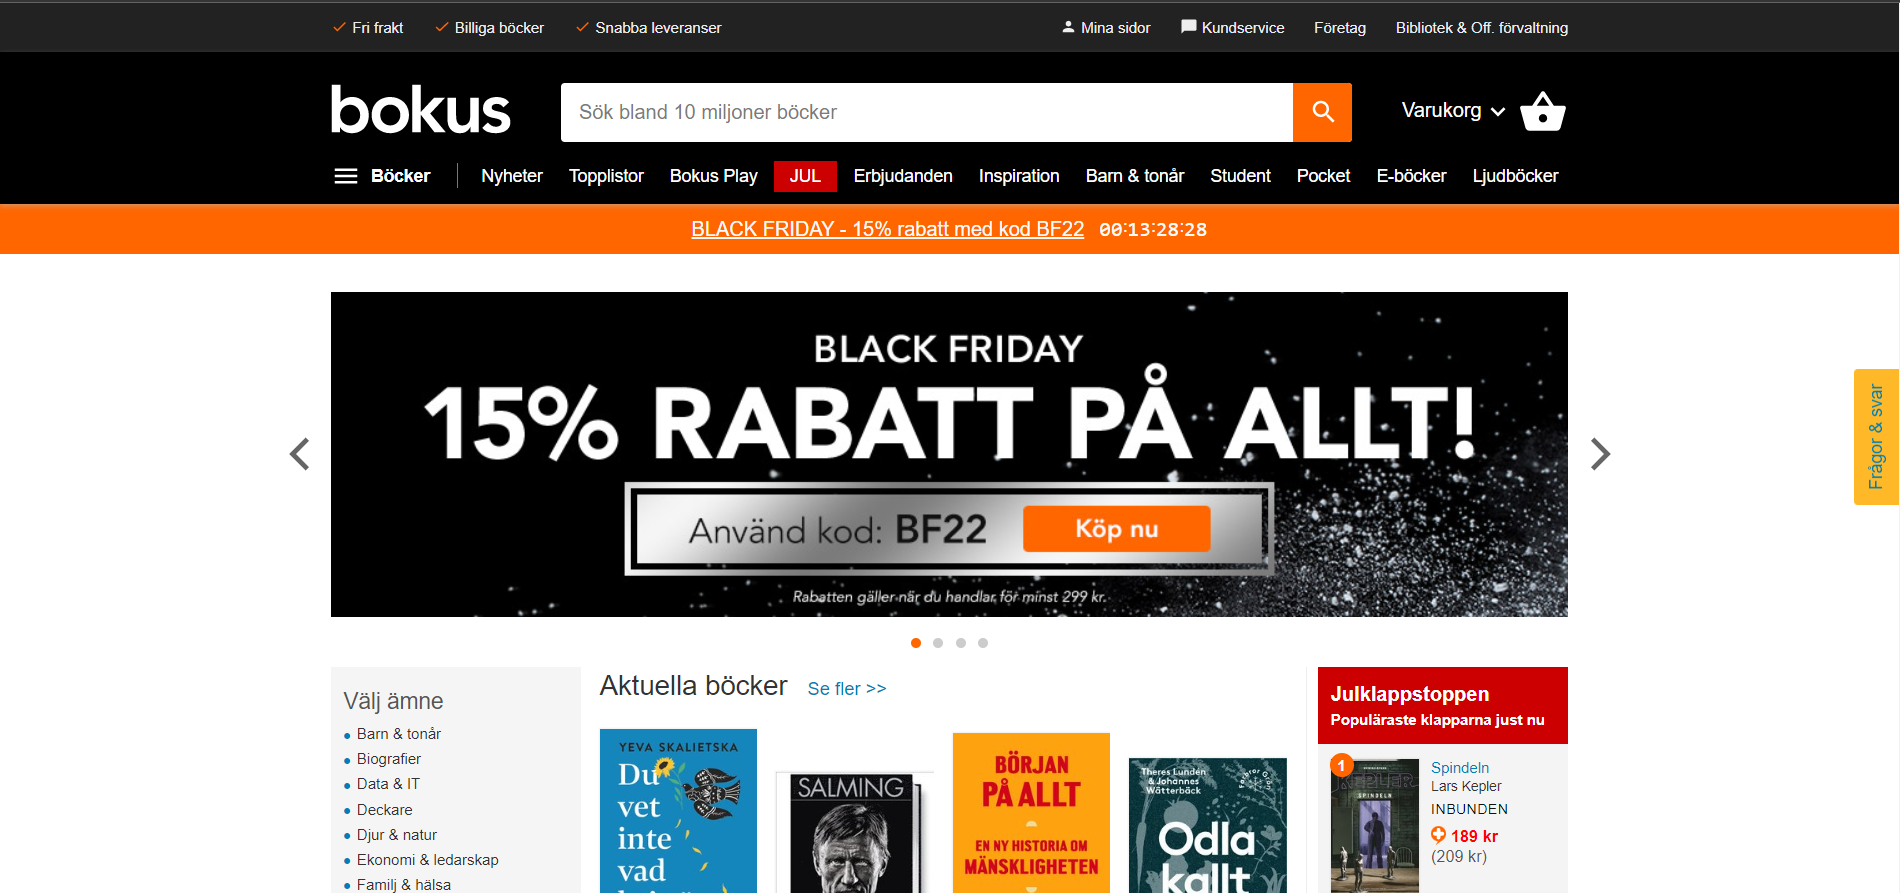 Fri frakt
Billiga böcker
Snabba leveranser
Mina sidor
Kundservice
Företag
Bibliotek & Off. förvaltning
bokus
Sök bland 10 miljoner böcker
Varukorg
Böcker
Nyheter
Topplistor
Bokus Play
JUL
Erbjudanden
Inspiration
Barn & tonår
Student
Pocket
E-böcker
Ljudböcker
BLACK FRIDAY - 15% rabatt med kod BF22 00:13:28:28
BLACK FRIDAY
15% RABATT PÅ ALLT!
Använd kod: BF22
Köp nu
Rabatten gäller när du handlar för minst 299 kr.
Frågor & svar
Välj ämne
Barn & tonår
Biografier
Data & IT
Deckare
Djur & natur
Ekonomi & ledarskap
Familj & hälsa
Aktuella böcker
Se fler >>
YEVA SKALIETSKA
Du
vet
inte
vad
SALMING
BÖRJAN
PÅ ALLT
EN NY HISTORIA OM
MÄNSKLIGHETEN
Theres Lundén
& Johannes
Wätterbäck
Odla
kallt
Julklappstoppen
Populäraste klapparna just nu
1
KEPLER
SPINDELN
Spindeln
Lars Kepler
INBUNDEN
189 kr
(209 kr)